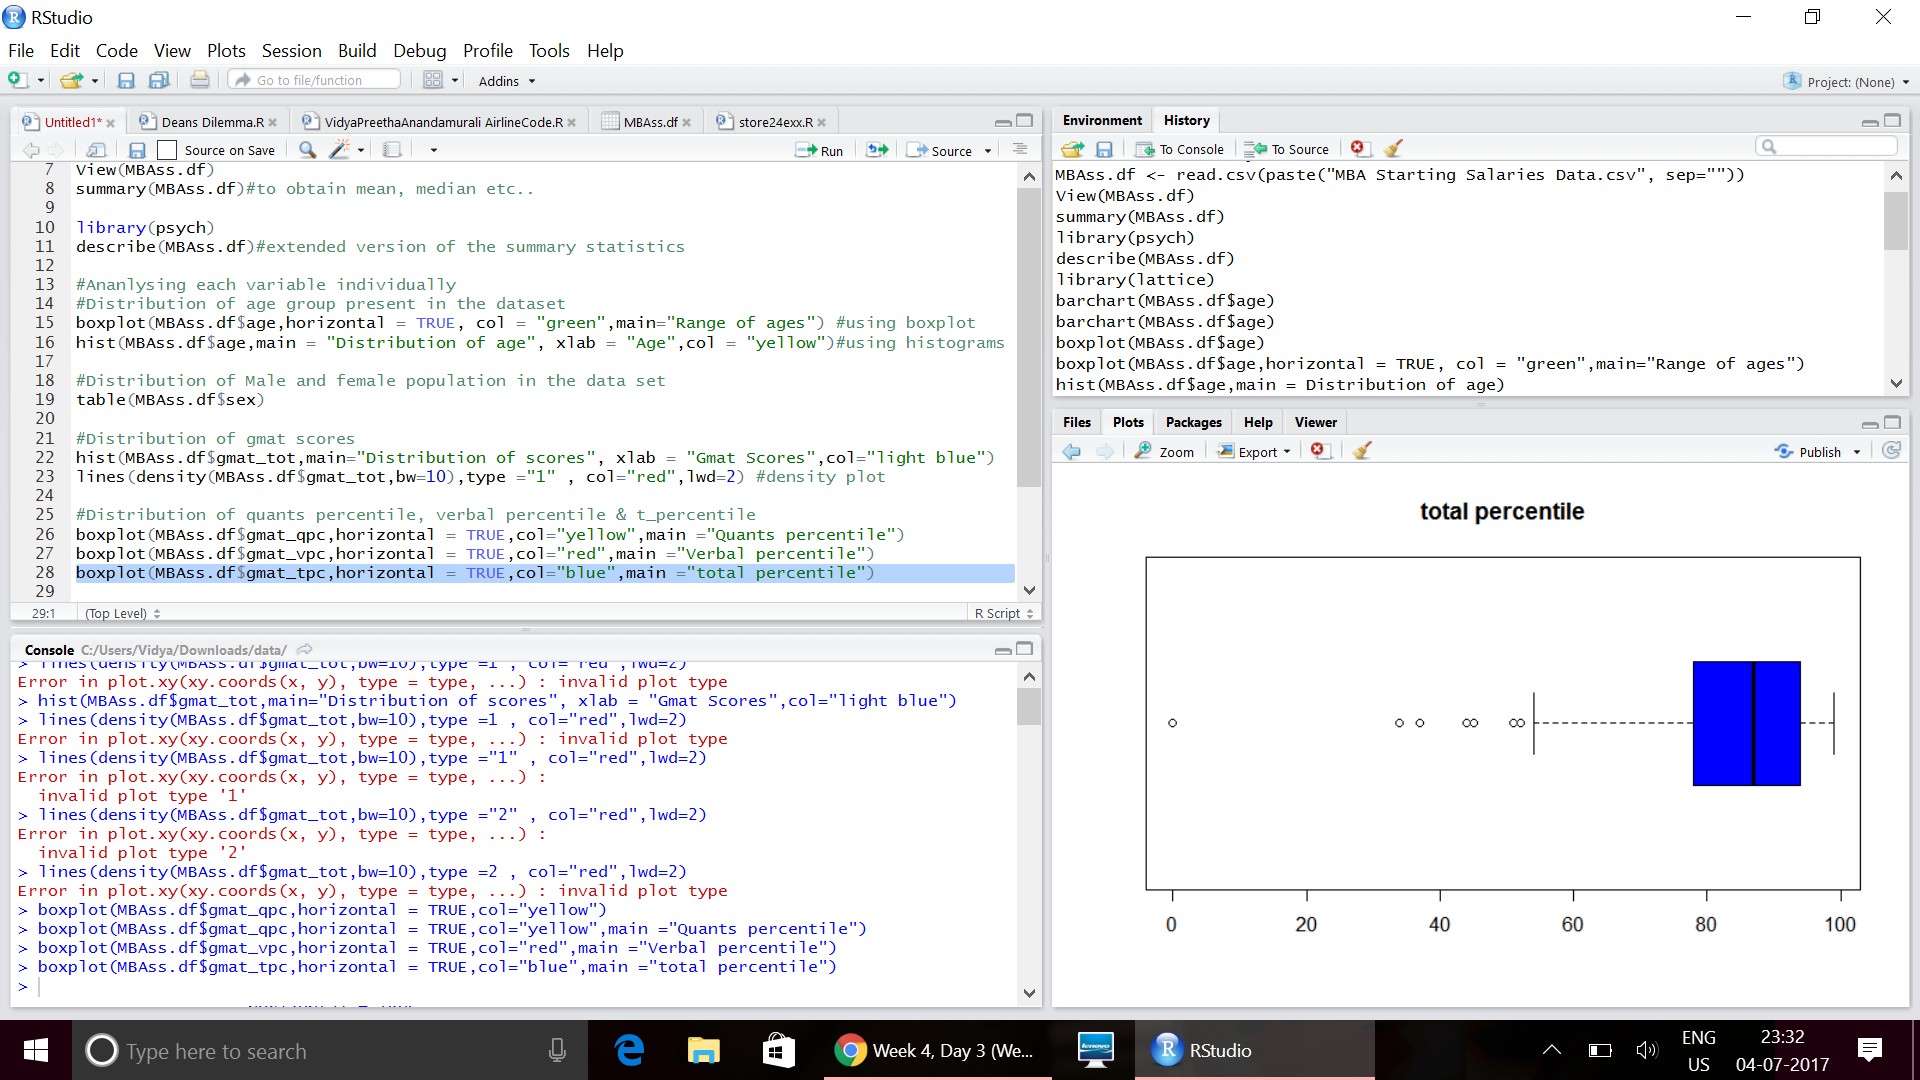 RStudio
File Edit Code View Plots Session Build Debug Profile Tools Help
Go to file/function Addins Project: (None)
Untitled1* Deans Dilemma.R VidyaPreethaAnandamurali AirlineCode.R MBAss.df store24exx.R
Source on Save Run Source
7 View(MBAss.df)
8 summary(MBAss.df)#to obtain mean, median etc..
9
10 library(psych)
11 describe(MBAss.df)#extended version of the summary statistics
12
13 #Ananlysing each variable individually
14 #Distribution of age group present in the dataset
15 boxplot(MBAss.df$age,horizontal = TRUE, col = "green",main="Range of ages") #using boxplot
16 hist(MBAss.df$age,main = "Distribution of age", xlab = "Age",col = "yellow")#using histograms
17
18 #Distribution of Male and female population in the data set
19 table(MBAss.df$sex)
20
21 #Distribution of gmat scores
22 hist(MBAss.df$gmat_tot,main="Distribution of scores", xlab = "Gmat Scores",col="light blue")
23 lines(density(MBAss.df$gmat_tot,bw=10),type ="1" , col="red",lwd=2) #density plot
24
25 #Distribution of quants percentile, verbal percentile & t_percentile
26 boxplot(MBAss.df$gmat_qpc,horizontal = TRUE,col="yellow",main ="Quants percentile")
27 boxplot(MBAss.df$gmat_vpc,horizontal = TRUE,col="red",main ="Verbal percentile")
28 boxplot(MBAss.df$gmat_tpc,horizontal = TRUE,col="blue",main ="total percentile")
29
29:1 (Top Level) R Script
Console C:/Users/Vidya/Downloads/data/
> lines(density(MBAss.df$gmat_tot,bw=10),type =1 , col="red",lwd=2)
Error in plot.xy(xy.coords(x, y), type = type, ...) : invalid plot type
> hist(MBAss.df$gmat_tot,main="Distribution of scores", xlab = "Gmat Scores",col="light blue")
> lines(density(MBAss.df$gmat_tot,bw=10),type =1 , col="red",lwd=2)
Error in plot.xy(xy.coords(x, y), type = type, ...) : invalid plot type
> lines(density(MBAss.df$gmat_tot,bw=10),type ="1" , col="red",lwd=2)
Error in plot.xy(xy.coords(x, y), type = type, ...) :
invalid plot type '1'
> lines(density(MBAss.df$gmat_tot,bw=10),type ="2" , col="red",lwd=2)
Error in plot.xy(xy.coords(x, y), type = type, ...) :
invalid plot type '2'
> lines(density(MBAss.df$gmat_tot,bw=10),type =2 , col="red",lwd=2)
Error in plot.xy(xy.coords(x, y), type = type, ...) : invalid plot type
> boxplot(MBAss.df$gmat_qpc,horizontal = TRUE,col="yellow")
> boxplot(MBAss.df$gmat_qpc,horizontal = TRUE,col="yellow",main ="Quants percentile")
> boxplot(MBAss.df$gmat_vpc,horizontal = TRUE,col="red",main ="Verbal percentile")
> boxplot(MBAss.df$gmat_tpc,horizontal = TRUE,col="blue",main ="total percentile")
>
Environment History
To Console To Source
MBAss.df <- read.csv(paste("MBA Starting Salaries Data.csv", sep=""))
View(MBAss.df)
summary(MBAss.df)
library(psych)
describe(MBAss.df)
library(lattice)
barchart(MBAss.df$age)
barchart(MBAss.df$age)
boxplot(MBAss.df$age)
boxplot(MBAss.df$age,horizontal = TRUE, col = "green",main="Range of ages")
hist(MBAss.df$age,main = Distribution of age)
Files Plots Packages Help Viewer
Zoom Export Publish
total percentile
0 20 40 60 80 100
Type here to search
Week 4, Day 3 (We...
lenovo
RStudio
ENG
US
23:32
04-07-2017